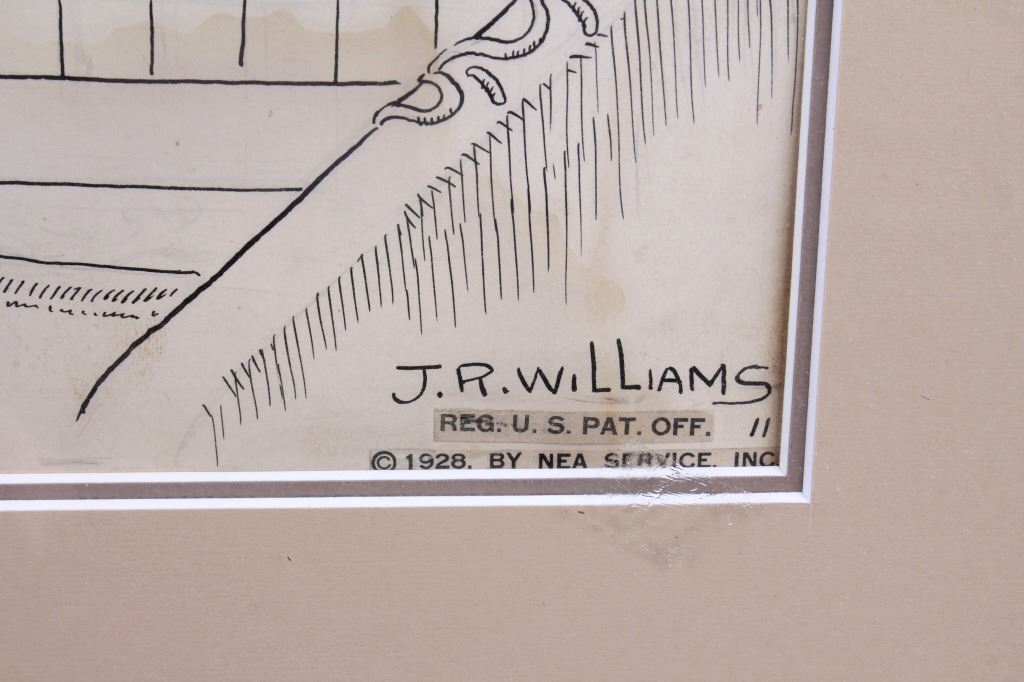 J.R. WiLLiAMS
REG. U. S. PAT. OFF. 11
© 1928, BY NEA SERVICE, INC